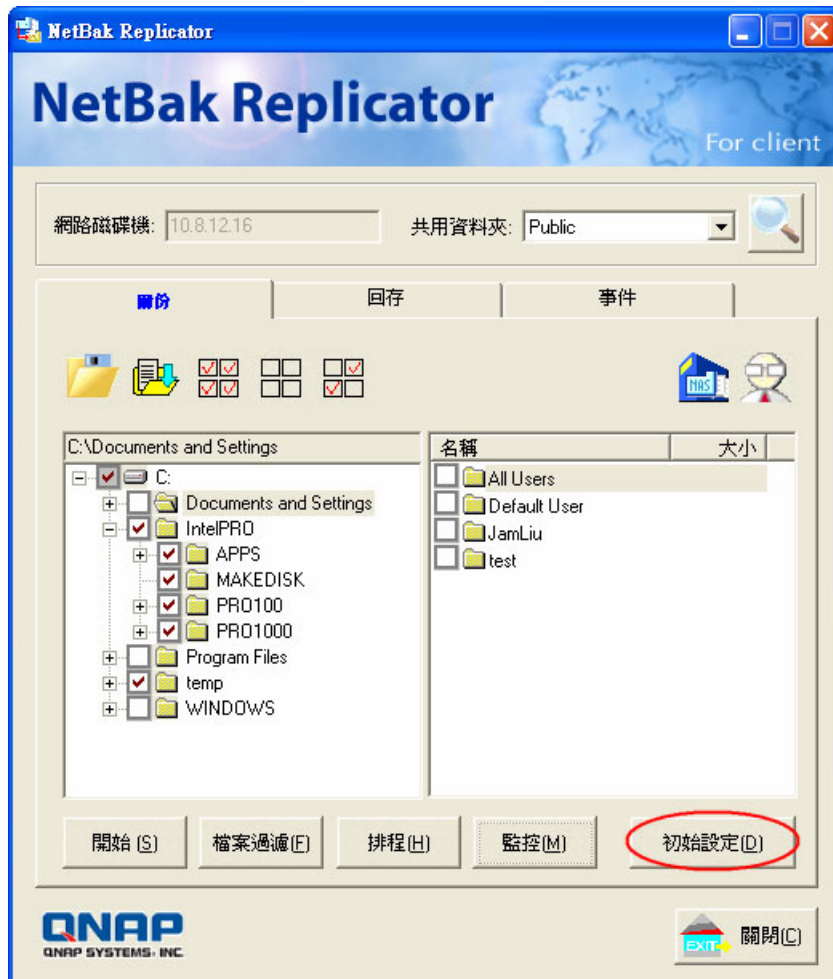 NetBak Replicator
NetBak Replicator
For client
網路磁碟機: 10.8.12.16 共用資料夾: Public
備份 回存 事件
NAS
C:\Documents and Settings
C:
Documents and Settings
IntelPRO
APPS
MAKEDISK
PRO100
PRO1000
Program Files
temp
WINDOWS
名稱 大小
All Users
Default User
JamLiu
test
開始 (S) 檔案過濾(F) 排程(H) 監控(M) 初始設定(D)
QNAP
QNAP SYSTEMS, INC
EXIT 關閉(C)